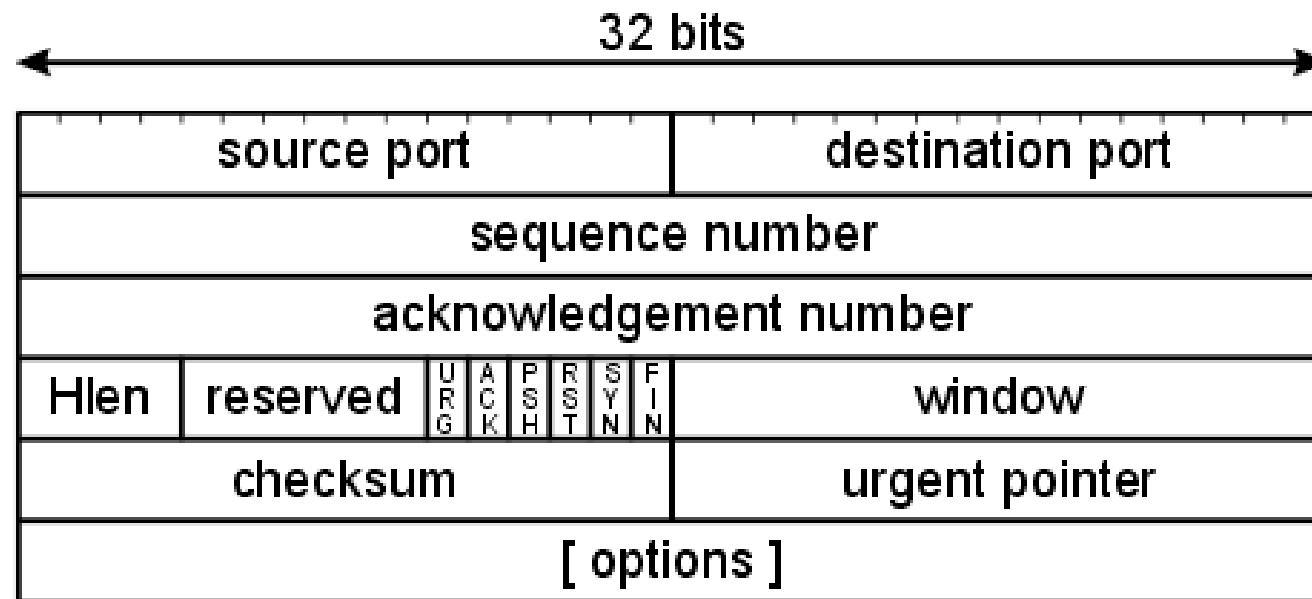 32 bits
source port destination port
sequence number
acknowledgement number
Hlen reserved URG ACK PSH RST SYN FIN window
checksum urgent pointer
[ options ]